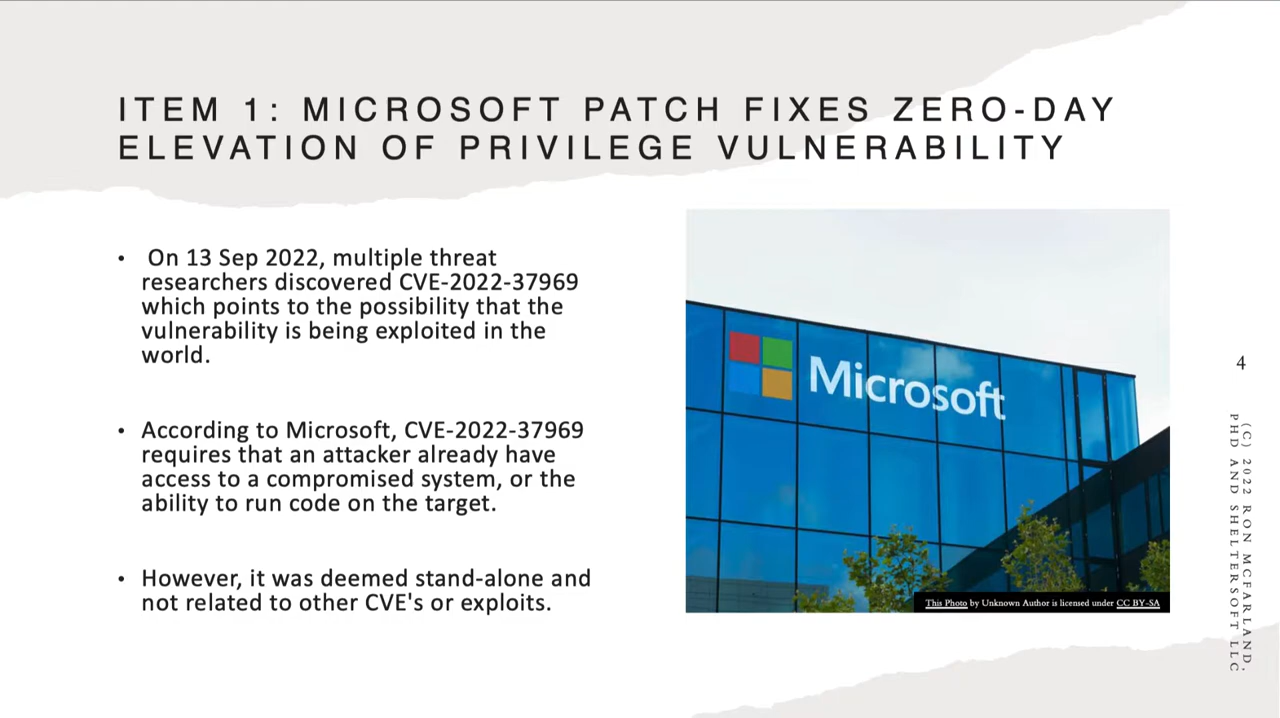 ITEM 1: MICROSOFT PATCH FIXES ZERO-DAY
ELEVATION OF PRIVILEGE VULNERABILITY
• On 13 Sep 2022, multiple threat
researchers discovered CVE-2022-37969
which points to the possibility that the
vulnerability is being exploited in the
world.
• According to Microsoft, CVE-2022-37969
requires that an attacker already have
access to a compromised system, or the
ability to run code on the target.
• However, it was deemed stand-alone and
not related to other CVE's or exploits.
Microsoft
This Photo by Unknown Author is licensed under CC BY-SA
4
(C) 2022 RON MCFARLAND,
PHD AND SHELTERSOFT LLC